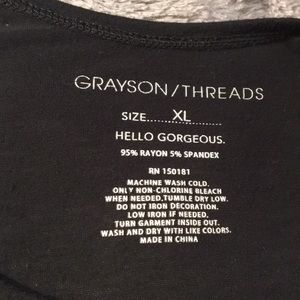 GRAYSON/THREADS
SIZE......XL
HELLO GORGEOUS.
95% RAYON 5% SPANDEX
RN 150181
MACHINE WASH COLD.
ONLY NON-CHLORINE BLEACH
WHEN NEEDED,TUMBLE DRY LOW.
DO NOT IRON DECORATION.
LOW IRON IF NEEDED.
TURN GARMENT INSIDE OUT.
WASH AND DRY WITH LIKE COLORS.
MADE IN CHINA